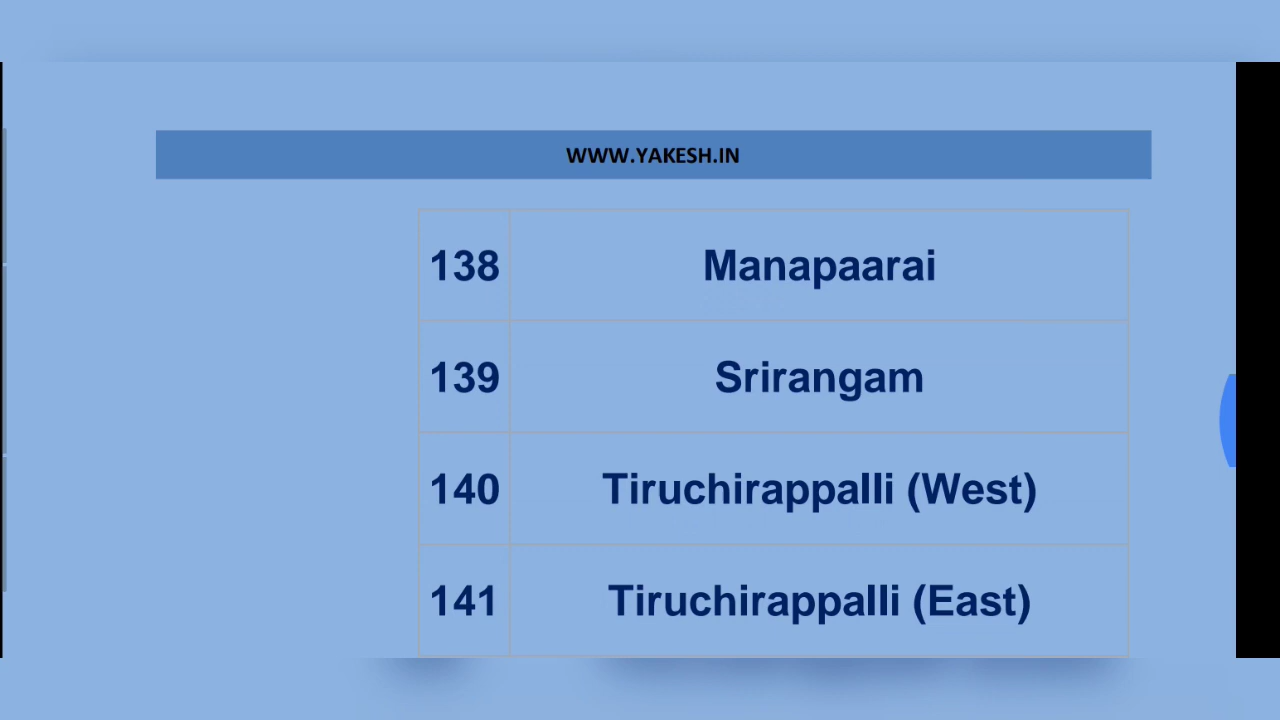 WWW.YAKESH.IN
138 Manapaarai
139 Srirangam
140 Tiruchirappalli (West)
141 Tiruchirappalli (East)